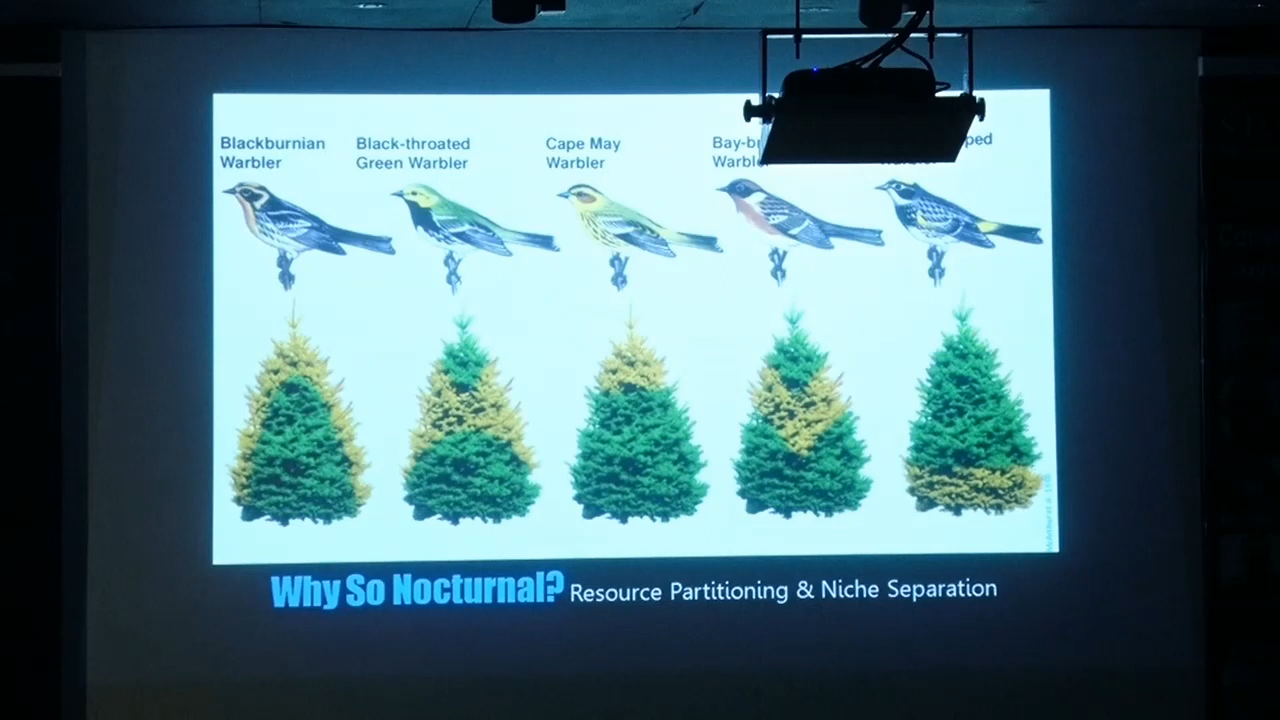 Blackburnian
Warbler
Black-throated
Green Warbler
Cape May
Warbler
Why So Nocturnal? Resource Partitioning & Niche Separation